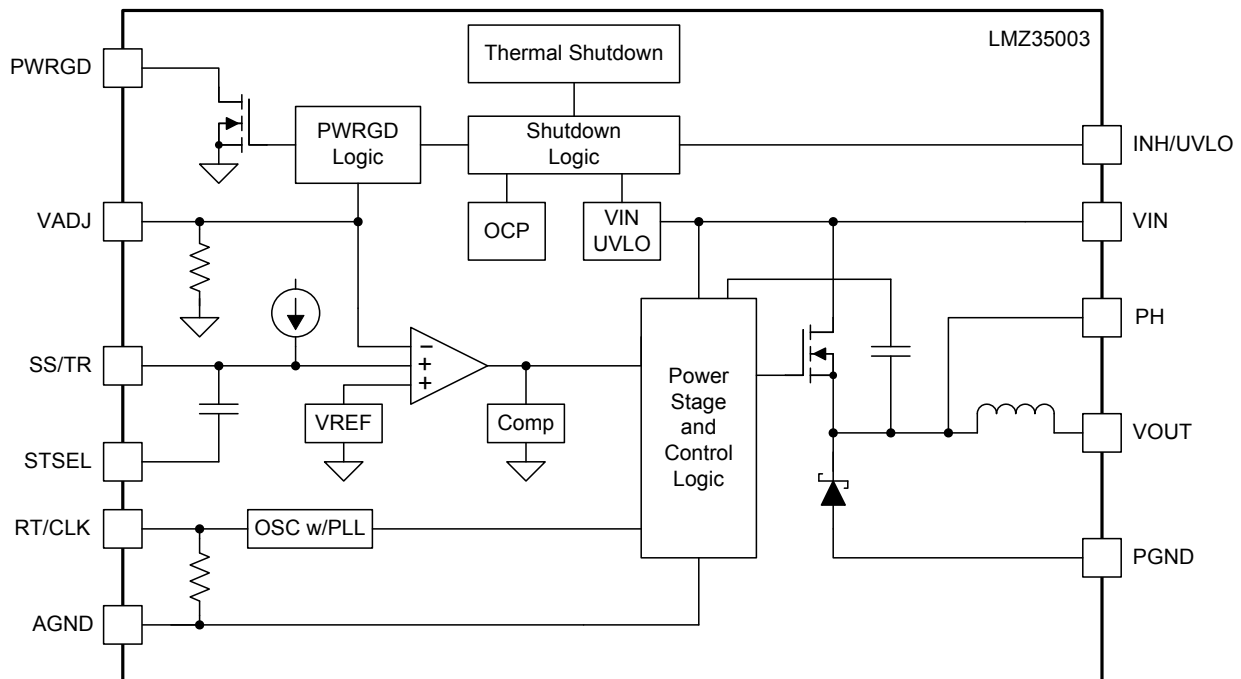 LMZ35003
Thermal Shutdown
PWRGD
PWRGD
Logic
Shutdown
Logic
INH/UVLO
VADJ
OCP
VIN
UVLO
VIN
PH
SS/TR
−
+
+
Power
Stage
and
Control
Logic
VREF
Comp
VOUT
STSEL
RT/CLK
OSC w/PLL
PGND
AGND